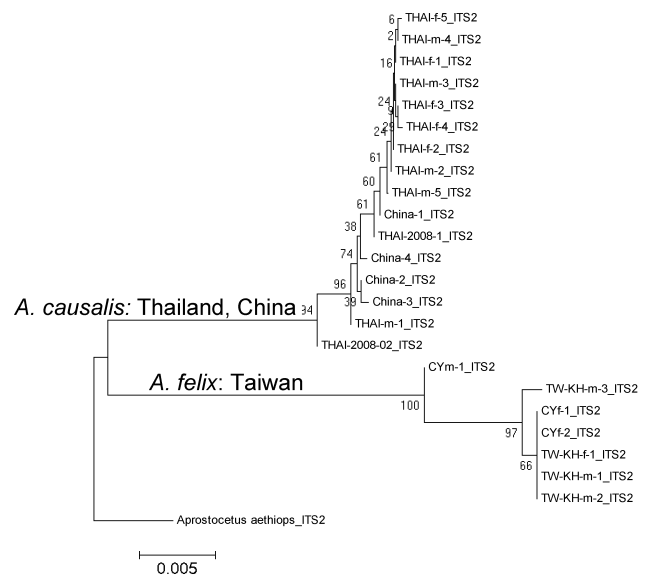 6
THAI-f-5_ITS2
2
THAI-m-4_ITS2
THAI-f-1_ITS2
16
THAI-m-3_ITS2
24
THAI-f-3_ITS2
9
THAI-f-4_ITS2
29
24
THAI-f-2_ITS2
61
THAI-m-2_ITS2
60
THAI-m-5_ITS2
61
China-1_ITS2
38
THAI-2008-1_ITS2
74
China-4_ITS2
96
China-2_ITS2
39
China-3_ITS2
A. causalis: Thailand, China
94
THAI-m-1_ITS2
THAI-2008-02_ITS2
CYm-1_ITS2
A. felix: Taiwan
100
TW-KH-m-3_ITS2
CYf-1_ITS2
97
CYf-2_ITS2
TW-KH-f-1_ITS2
66
TW-KH-m-1_ITS2
TW-KH-m-2_ITS2
Aprostocetus aethiops_ITS2
0.005